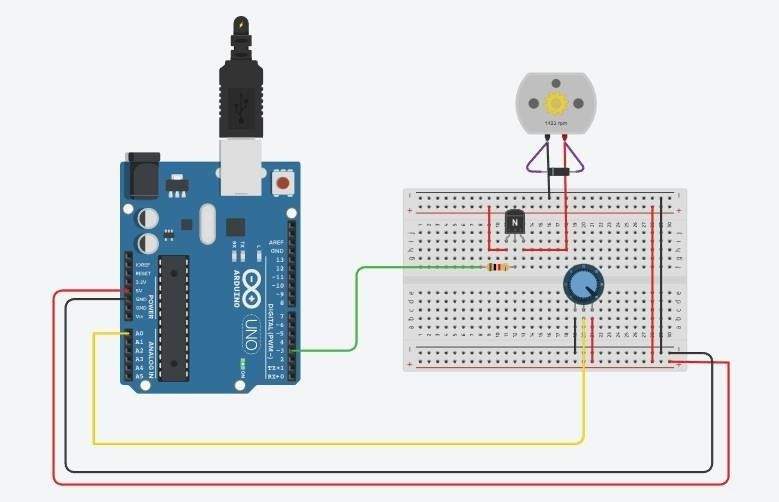 1422 rpm
N
AREF
GND
13
12
~11
~10
~9
8
7
~6
~5
4
~3
2
TX→1
RX←0
DIGITAL (PWM~)
RX
TX
L
ARDUINO
UNO
ON
IOREF
RESET
3.3V
5V
GND
GND
Vin
POWER
A0
A1
A2
A3
A4
A5
ANALOG IN
a b c d e
f g h i j